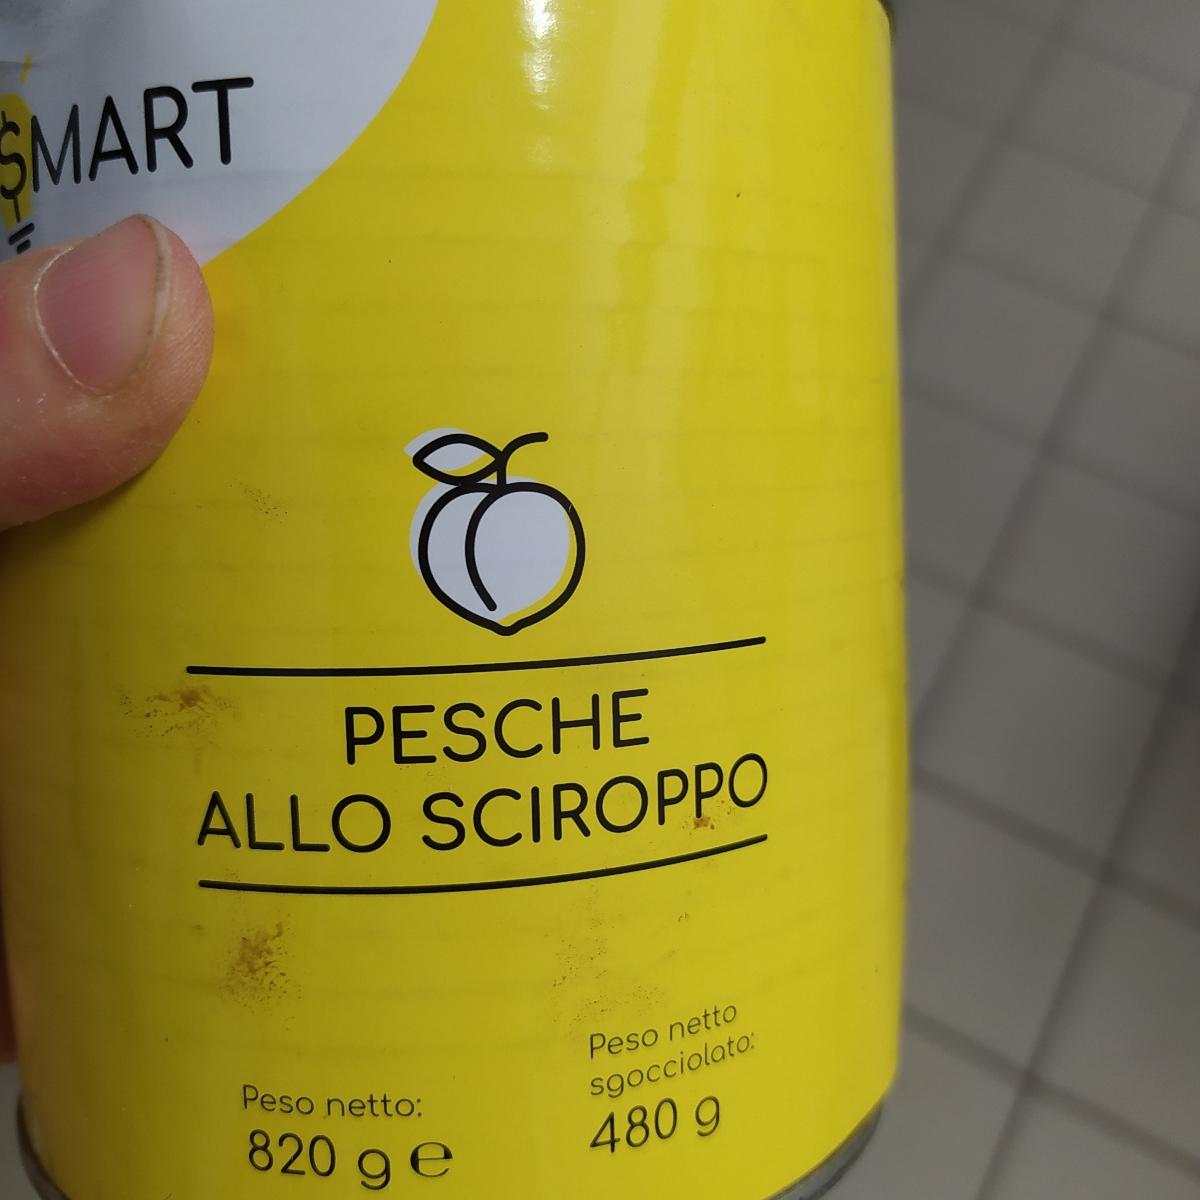 $MART
PESCHE
ALLO SCIROPPO
Peso netto:
820 g e
Peso netto
sgocciolato:
480 g